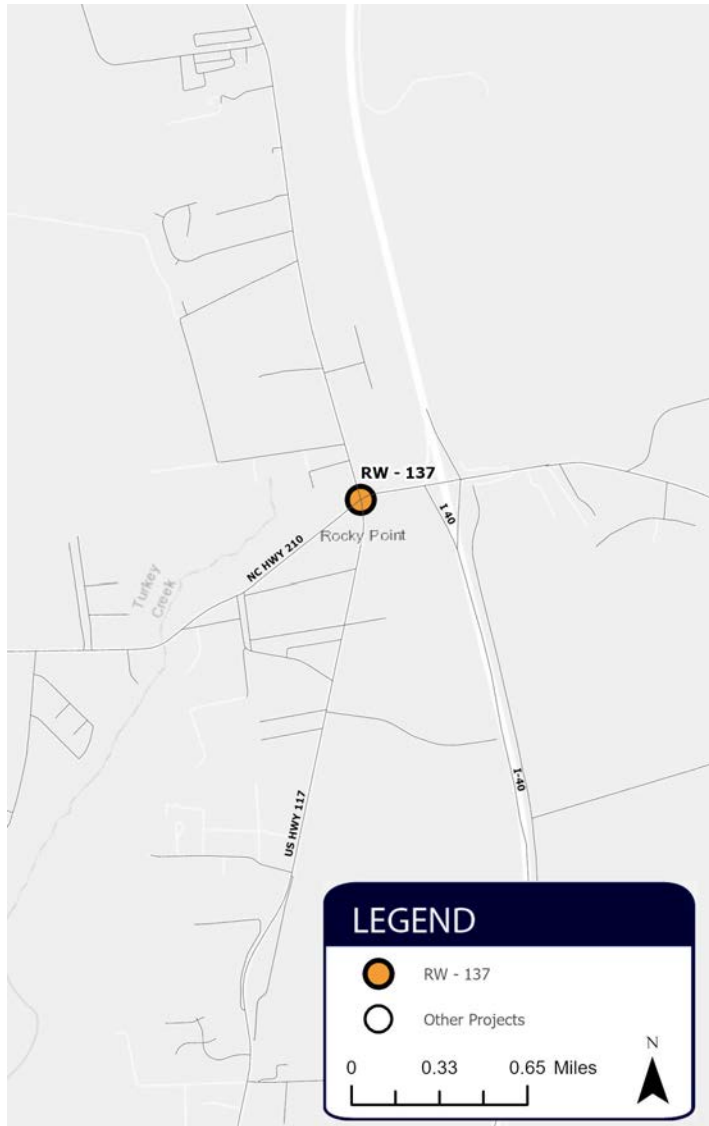 RW - 137
I 40
Rocky Point
NC HWY 210
Turkey
Creek
I-40
US HWY 117
LEGEND
RW - 137
Other Projects
N
0 0.33 0.65 Miles